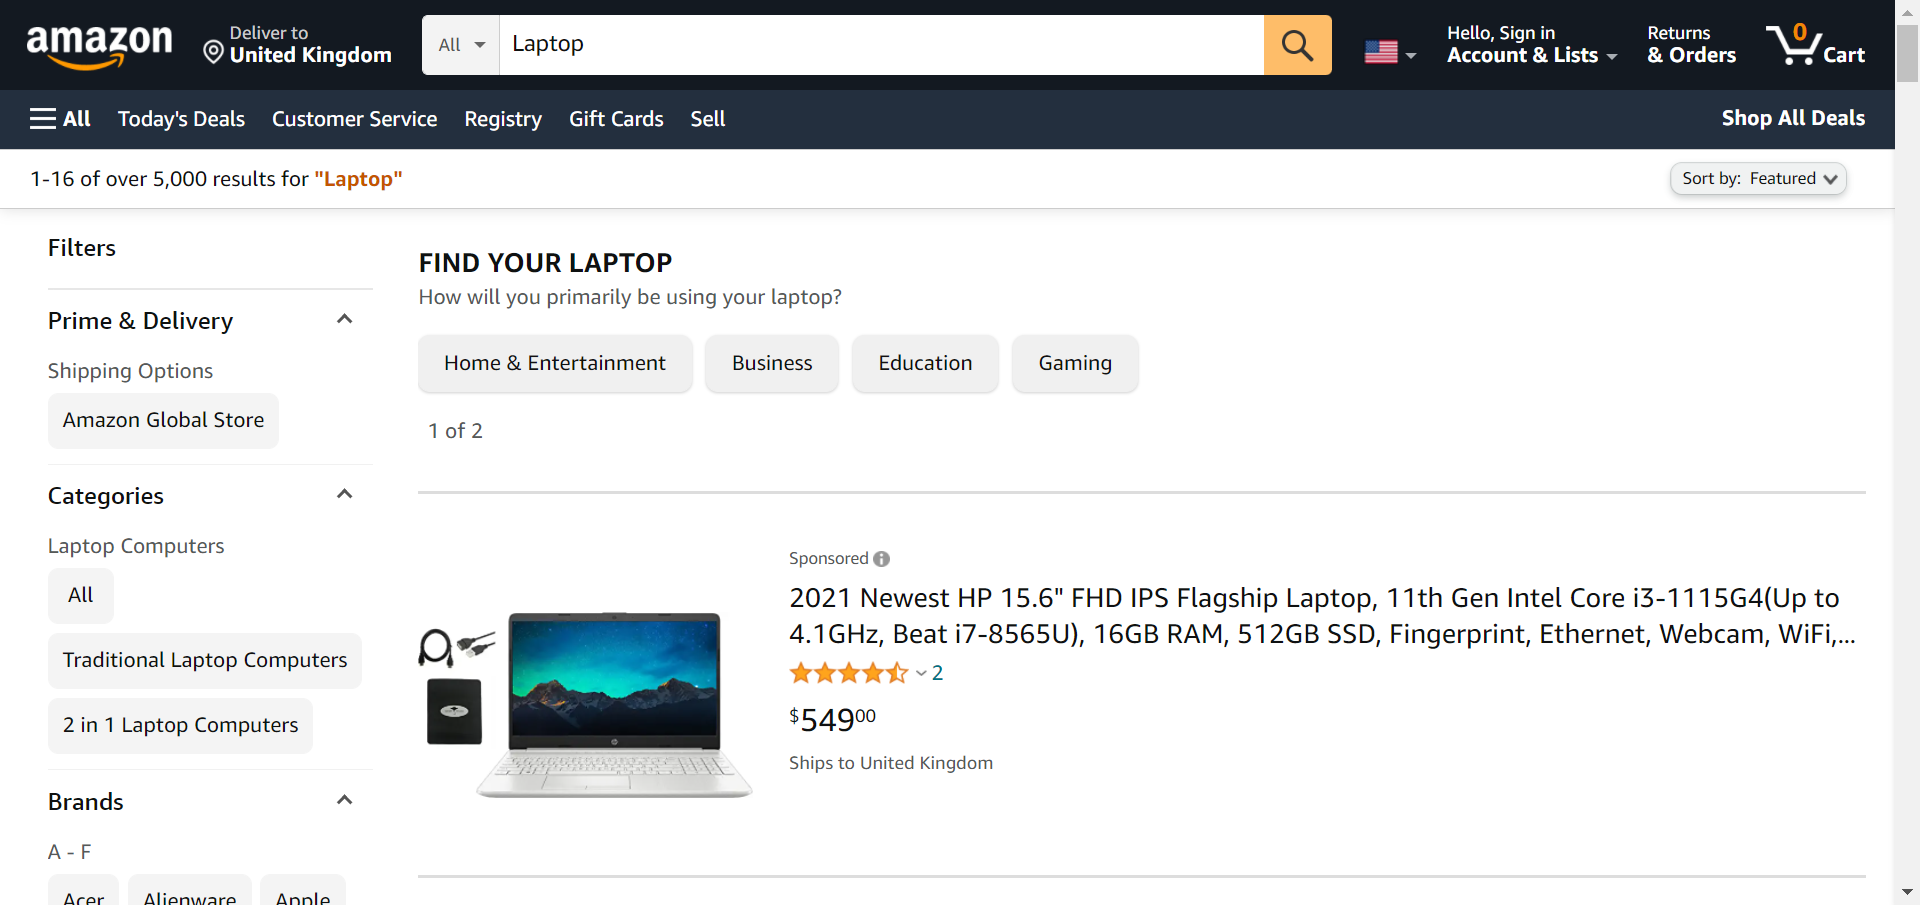 amazon
Deliver to
United Kingdom
All
Laptop
Hello, Sign in
Account & Lists
Returns
& Orders
0
Cart
All
Today's Deals
Customer Service
Registry
Gift Cards
Sell
Shop All Deals
1-16 of over 5,000 results for "Laptop"
Sort by: Featured
Filters
Prime & Delivery
Shipping Options
Amazon Global Store
Categories
Laptop Computers
All
Traditional Laptop Computers
2 in 1 Laptop Computers
Brands
A - F
Acer
Alienware
Apple
FIND YOUR LAPTOP
How will you primarily be using your laptop?
Home & Entertainment
Business
Education
Gaming
1 of 2
Sponsored
2021 Newest HP 15.6" FHD IPS Flagship Laptop, 11th Gen Intel Core i3-1115G4(Up to
4.1GHz, Beat i7-8565U), 16GB RAM, 512GB SSD, Fingerprint, Ethernet, Webcam, WiFi,...
2
$54900
Ships to United Kingdom